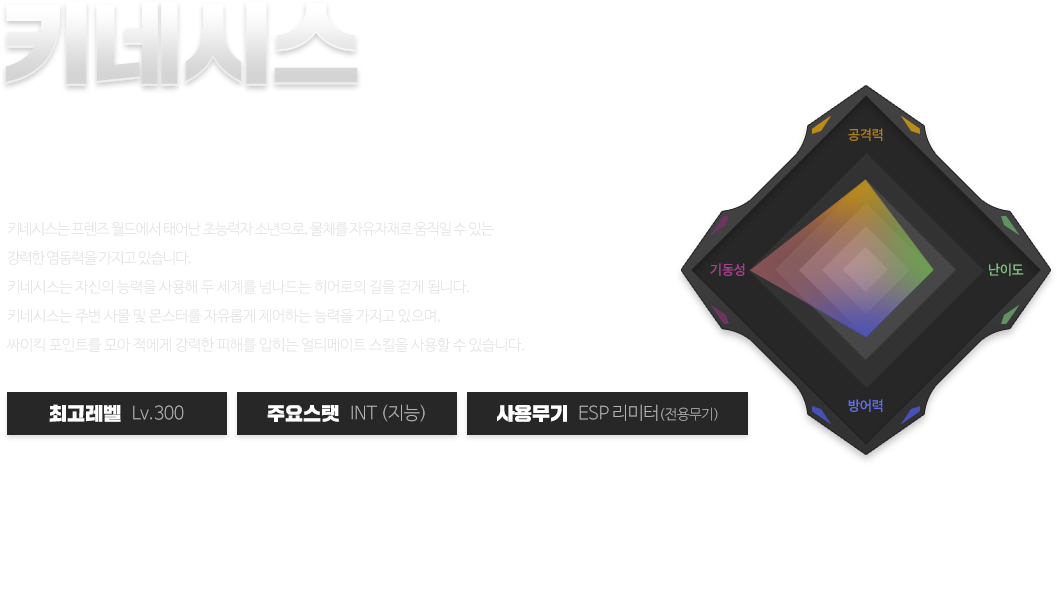 키네시스
키네시스는 프렌즈 월드에서 태어난 초능력자 소년으로, 물체를 자유자재로 움직일 수 있는
강력한 염동력을 가지고 있습니다.
키네시스는 자신의 능력을 사용해 두 세계를 넘나드는 히어로의 길을 걷게 됩니다.
키네시스는 주변 사물 및 몬스터를 자유롭게 제어하는 능력을 가지고 있으며,
싸이킥 포인트를 모아 적에게 강력한 피해를 입히는 얼티메이트 스킬을 사용할 수 있습니다.
최고레벨 Lv.300
주요스탯 INT (지능)
사용무기 ESP 리미터(전용무기)
공격력
기동성
난이도
방어력